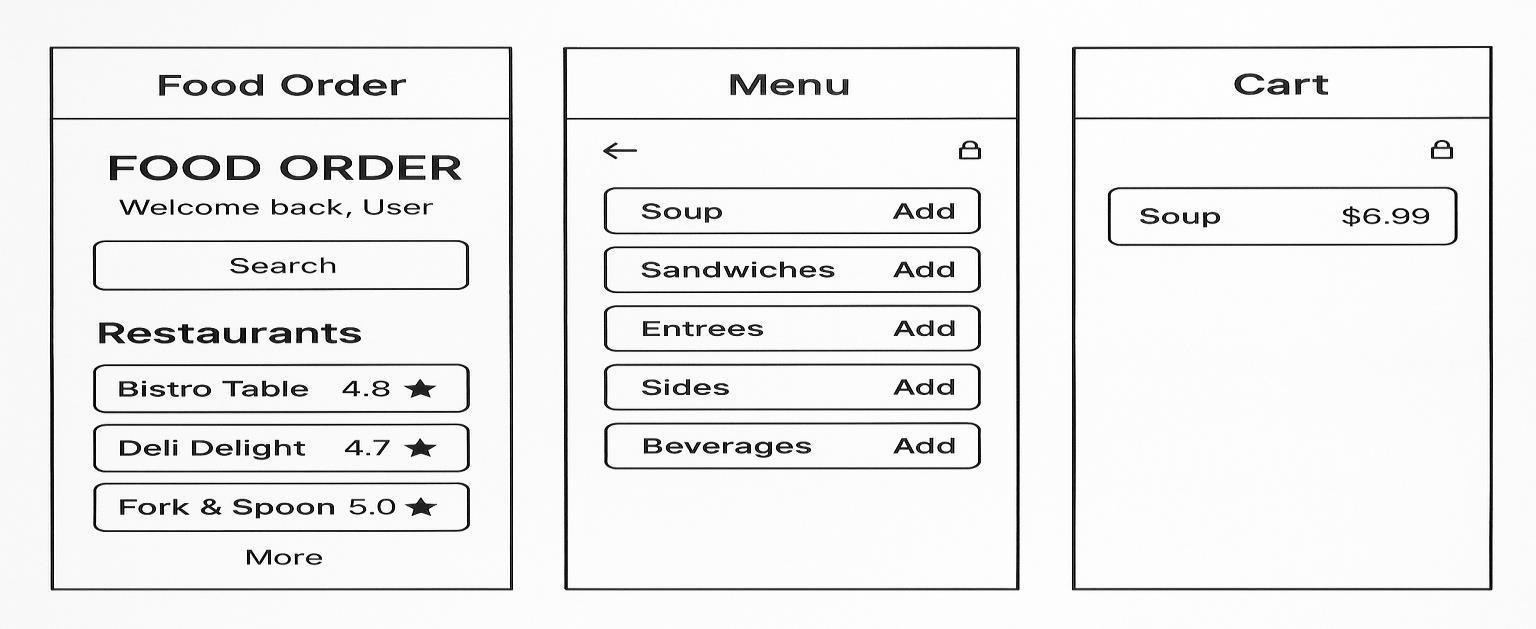 Food Order
FOOD ORDER
Welcome back, User
Search
Restaurants
Bistro Table 4.8 ★
Deli Delight 4.7 ★
Fork & Spoon 5.0 ★
More
Menu
←
Soup Add
Sandwiches Add
Entrees Add
Sides Add
Beverages Add
Cart
Soup $6.99